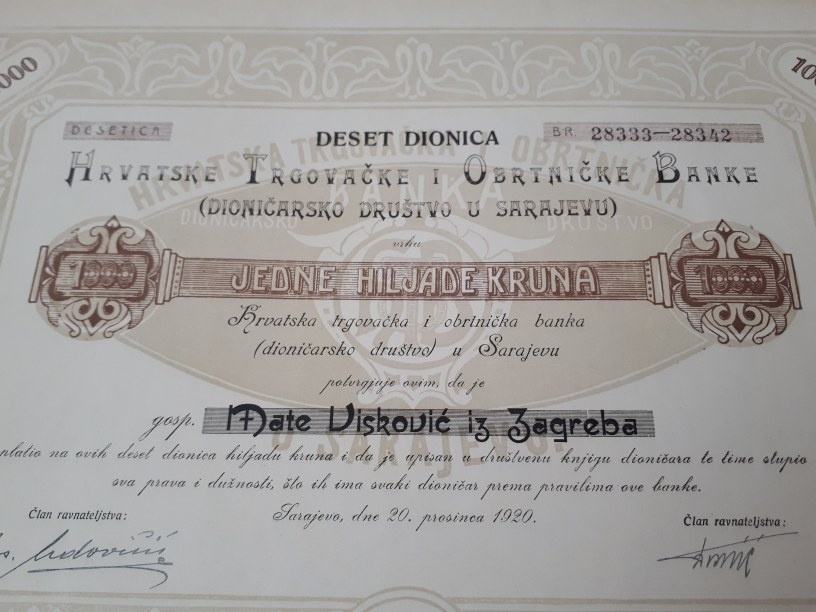 000
DESETICA
DESET DIONICA
BR. 28333—28342
HRVATSKE TRGOVAČKE I OBRTNIČKE BANKE
(DIONIČARSKO DRUŠTVO U SARAJEVU)
vrhu
1000 JEDNE HILJADE KRUNA 1000
Hrvatska trgovačka i obrtnička banka
(dioničarsko društvo) u Sarajevu
potvrgjuje ovim, da je
gosp. Mate Visković iz Zagreba
platio na ovih deset dionica hiljadu kruna i da je upisan u društvenu knjigu dioničara te time stupio
sva prava i dužnosti, što ih ima svaki dioničar prema pravilima ove banke.
Sarajevo, dne 20. prosinca 1920.
Član ravnateljstva:
Član ravnateljstva: